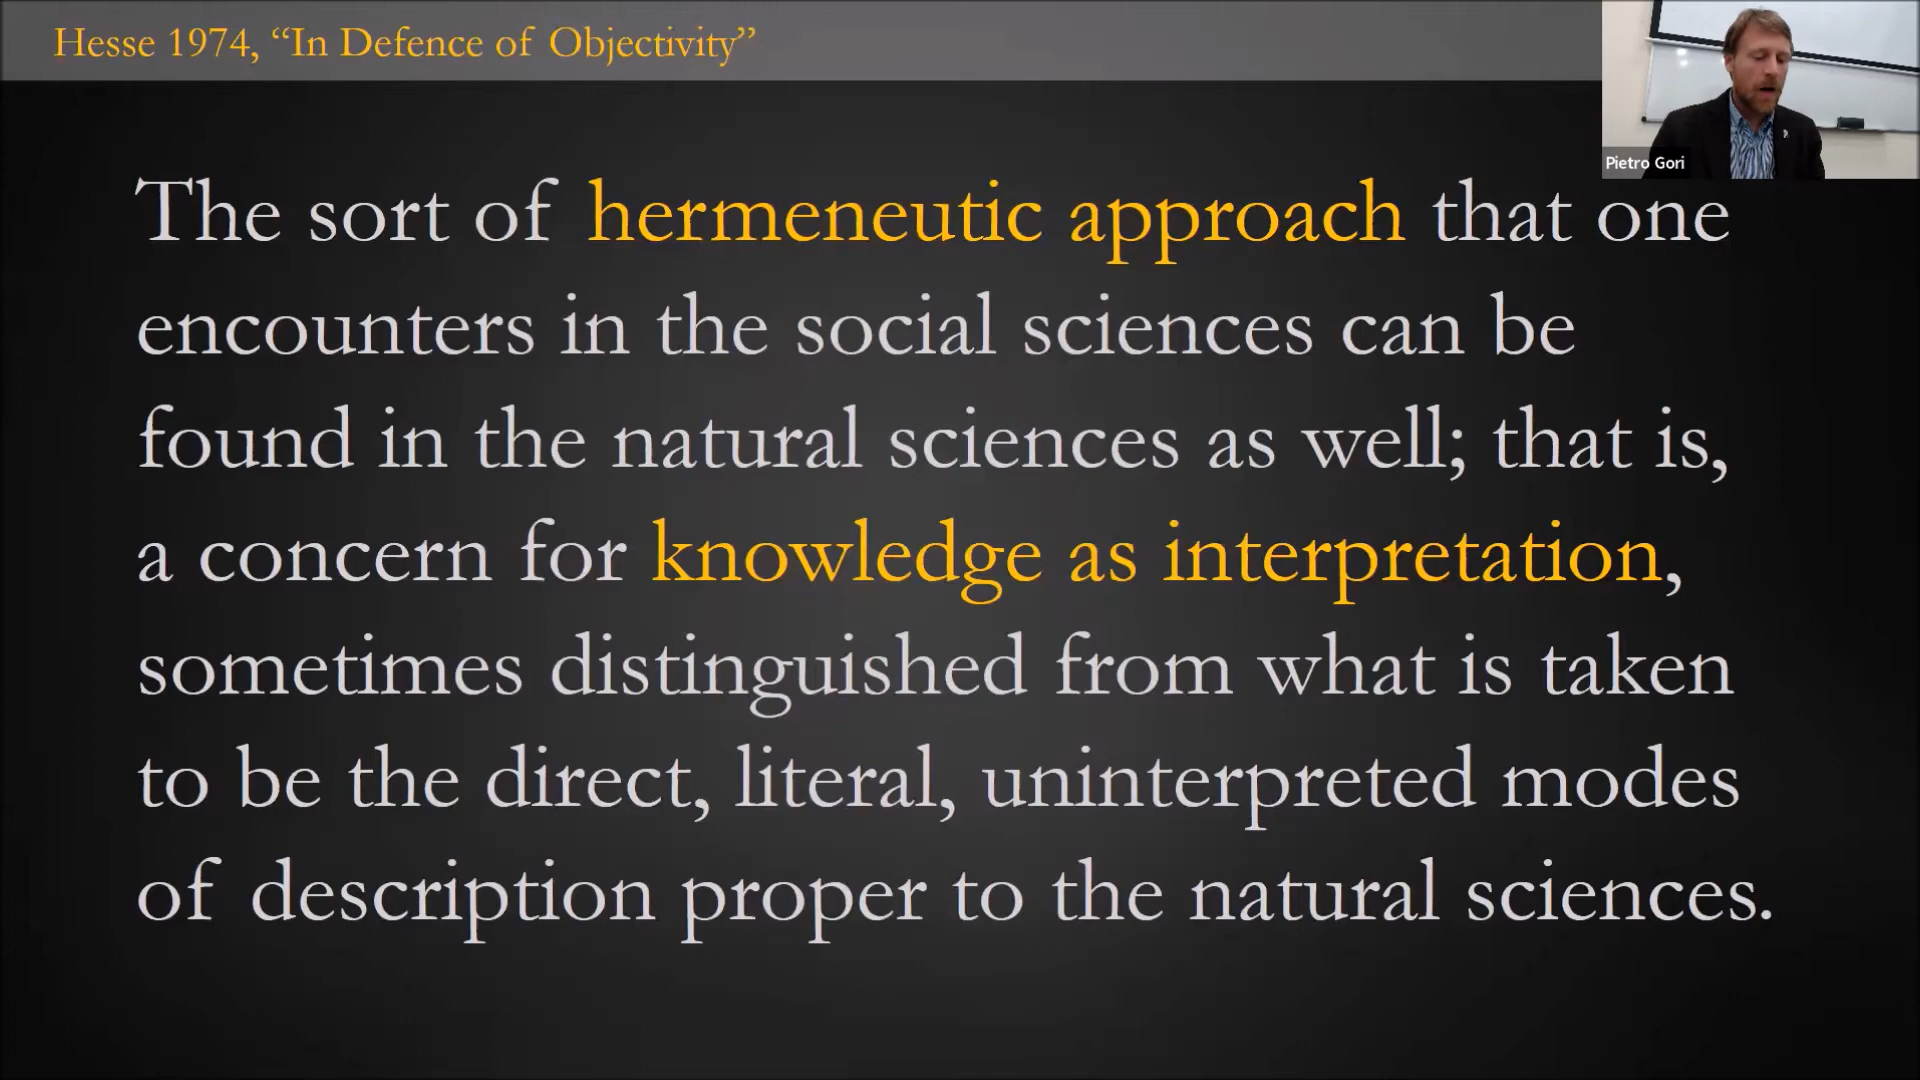 Hesse 1974, “In Defence of Objectivity”
Pietro Gori
The sort of hermeneutic approach that one
encounters in the social sciences can be
found in the natural sciences as well; that is,
a concern for knowledge as interpretation,
sometimes distinguished from what is taken
to be the direct, literal, uninterpreted modes
of description proper to the natural sciences.